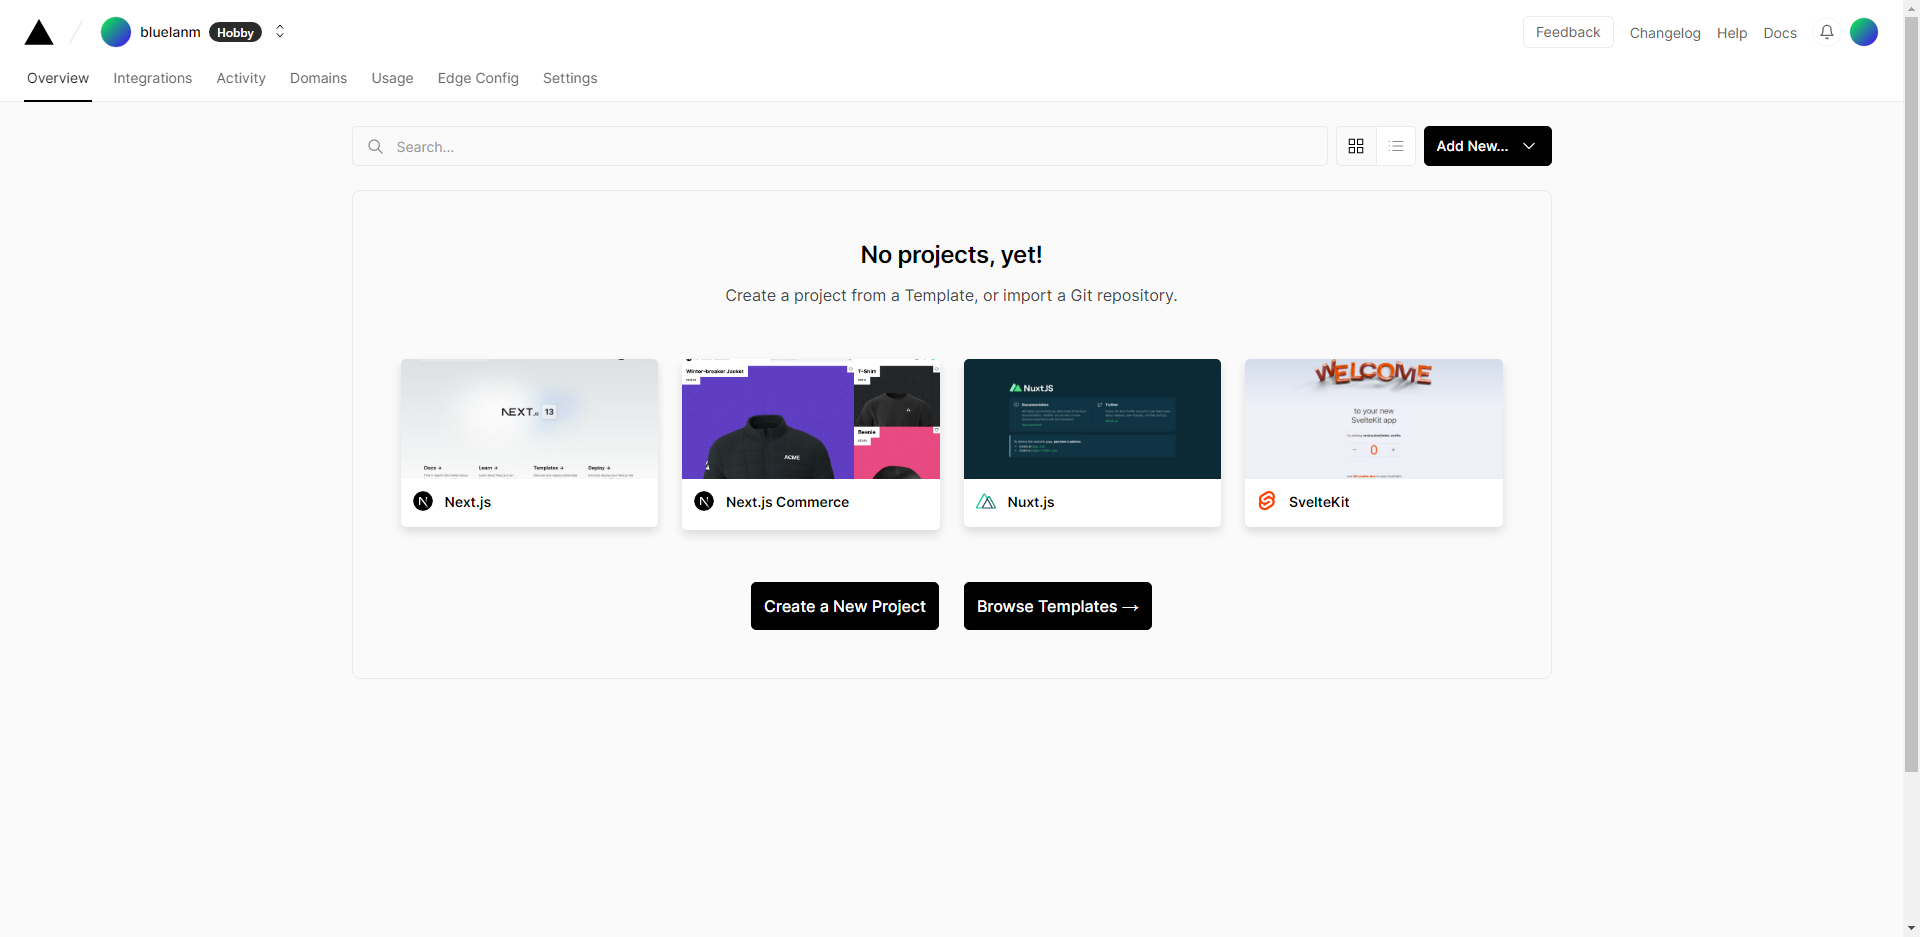 bluelanm Hobby
Feedback Changelog Help Docs
Overview Integrations Activity Domains Usage Edge Config Settings
Search...
Add New...
No projects, yet!
Create a project from a Template, or import a Git repository.
NEXT.JS 13
Docs → Learn → Templates → Deploy →
Next.js
Winter-breaker Jacket
T-Shirt
Beanie
ACME
Next.js Commerce
NuxtJS
Documentation Twitter
Nuxt.js
WELCOME
to your new
SvelteKit app
- 0 +
SvelteKit
Create a New Project
Browse Templates →